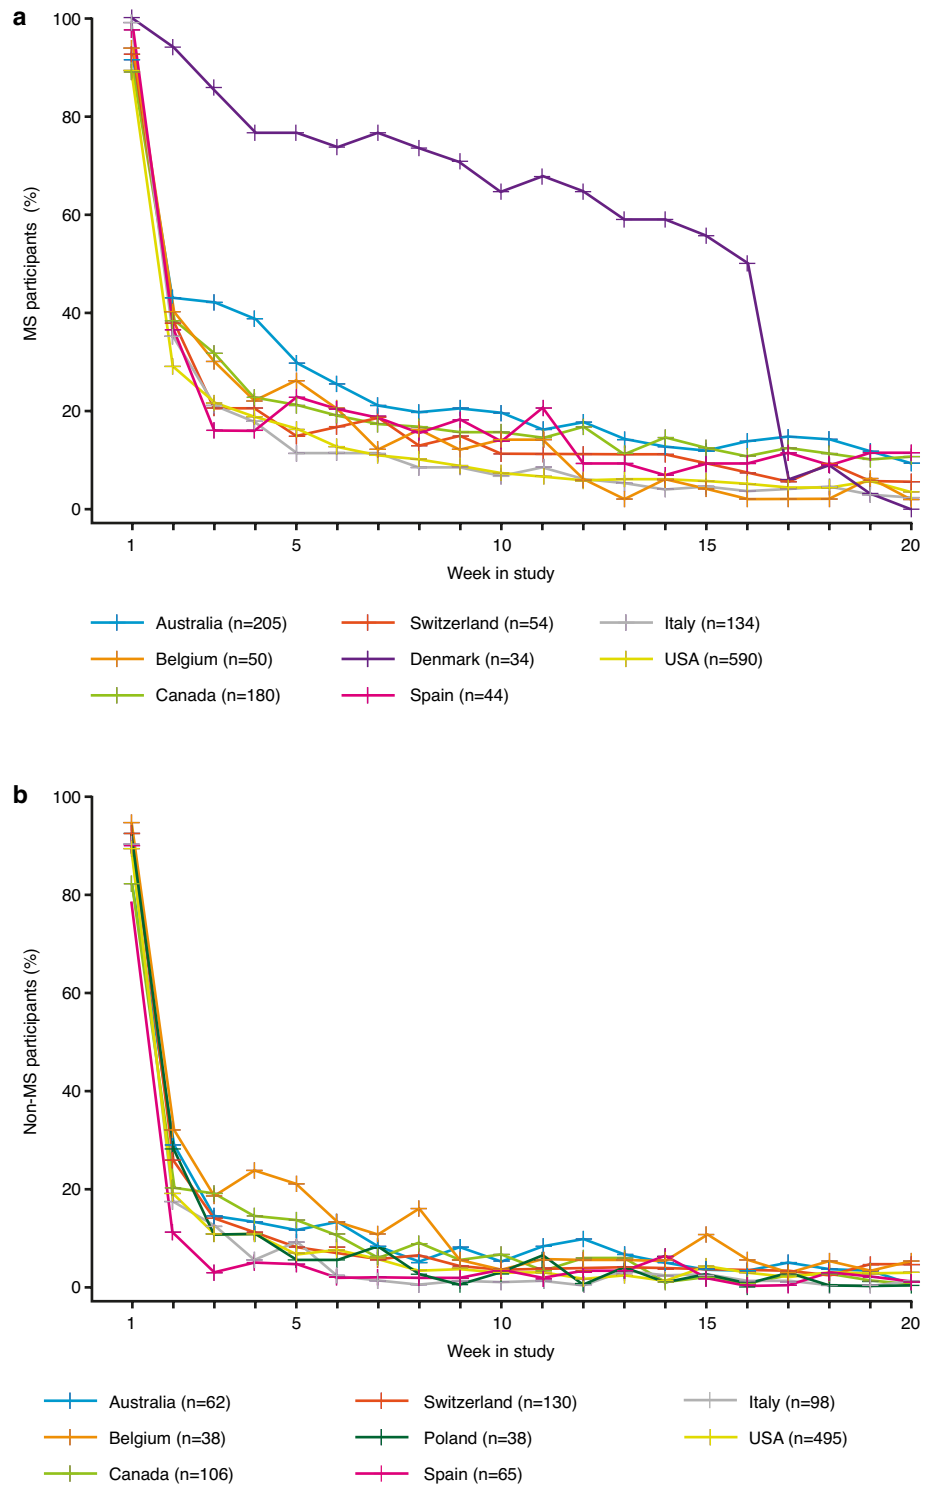 a
100
80
60
40
20
0
MS participants (%)
1 5 10 15 20
Week in study
Australia (n=205) Switzerland (n=54) Italy (n=134)
Belgium (n=50) Denmark (n=34) USA (n=590)
Canada (n=180) Spain (n=44)
b
100
80
60
40
20
0
Non-MS participants (%)
1 5 10 15 20
Week in study
Australia (n=62) Switzerland (n=130) Italy (n=98)
Belgium (n=38) Poland (n=38) USA (n=495)
Canada (n=106) Spain (n=65)